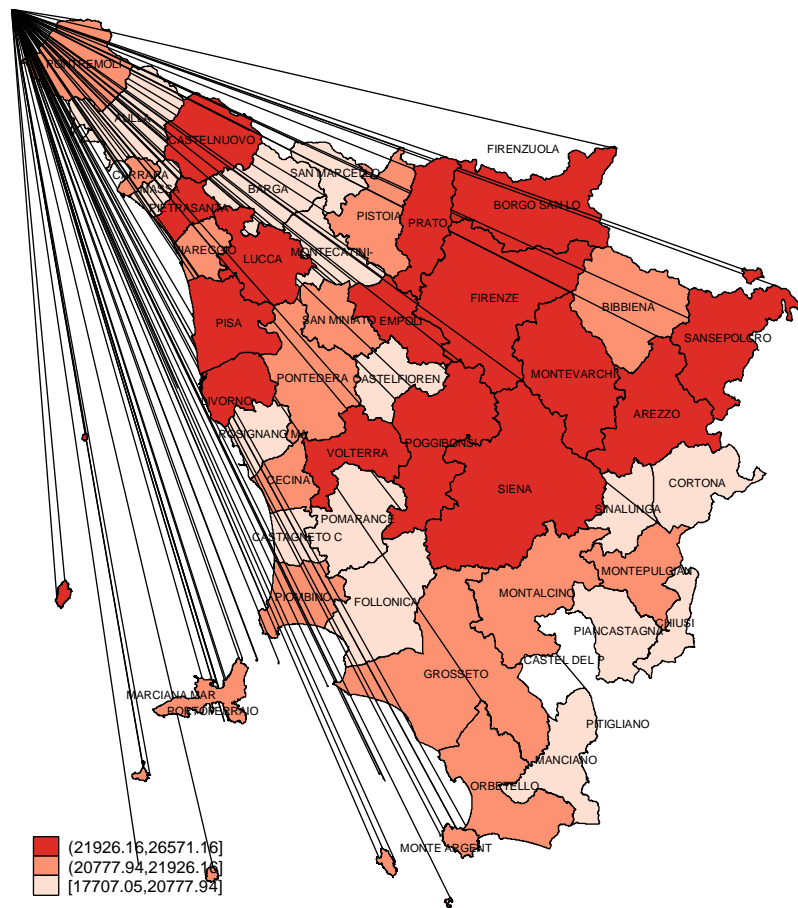 PONTREMOLI
AULLA
CASTELNUOVO
FIRENZUOLA
CARRARA
MASSA
BARGA
SAN MARCELLO
PIETRASANTA
PISTOIA
PRATO
BORGO SAN LO
VIAREGGIO
LUCCA
MONTECATINI-
FIRENZE
BIBBIENA
PISA
SAN MINIATO
EMPOLI
SANSEPOLCRO
PONTEDERA
CASTELFIOREN
MONTEVARCHI
LIVORNO
AREZZO
ROSIGNANO MA
VOLTERRA
POGGIBONSI
CECINA
SIENA
CORTONA
SINALUNGA
POMARANCE
CASTAGNETO C
MONTEPULCIAN
PIOMBINO
FOLLONICA
MONTALCINO
PIANCASTAGNA
CHIUSI
CASTEL DEL P
GROSSETO
MARCIANA MAR
PORTOFERRAIO
PITIGLIANO
MANCIANO
ORBETELLO
MONTE ARGENT
(21926.16,26571.16]
(20777.94,21926.16]
[17707.05,20777.94]